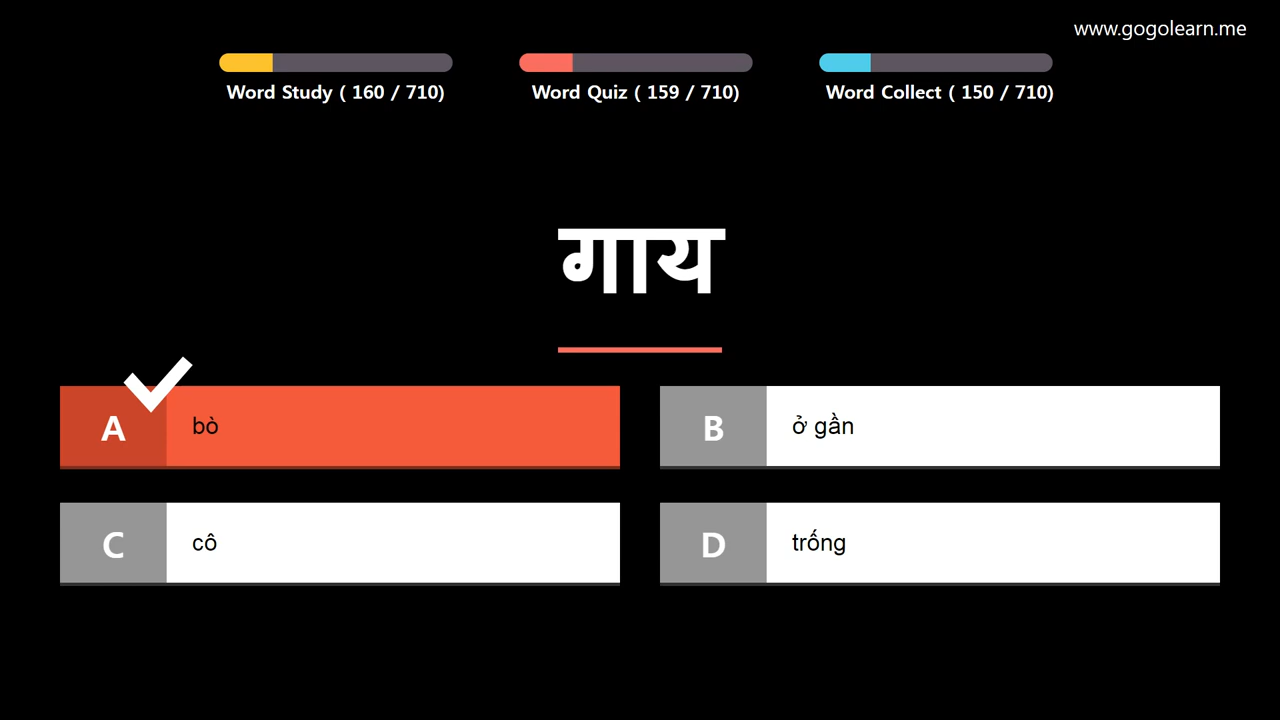 www.gogolearn.me
Word Study ( 160 / 710)
Word Quiz ( 159 / 710)
Word Collect ( 150 / 710)
गाय
A bò
B ở gần
C cô
D trống